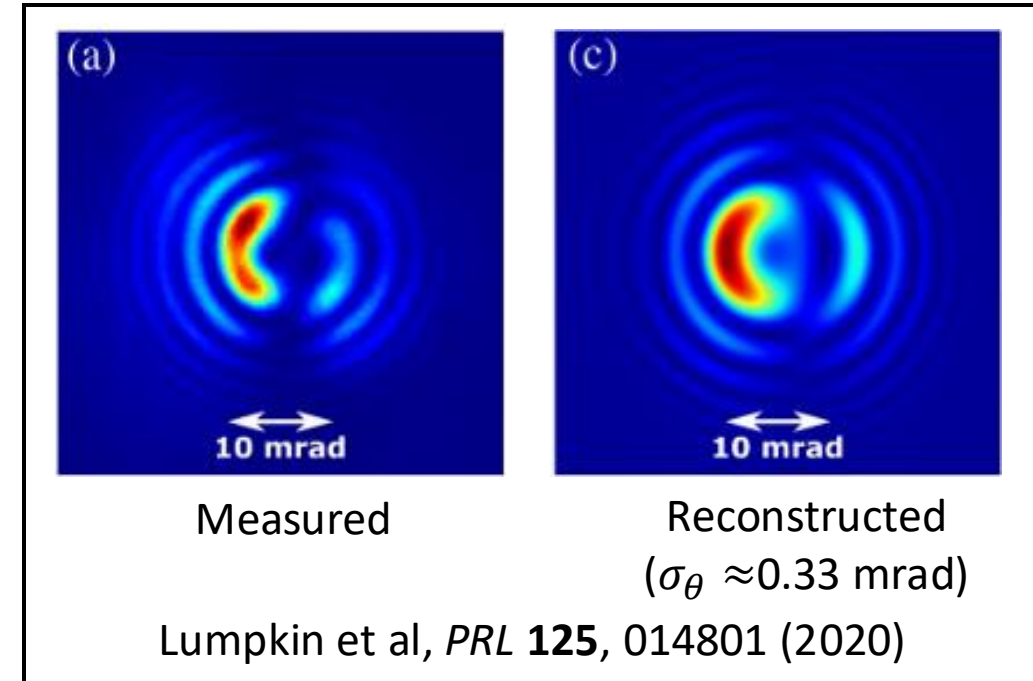 (a)
(c)
10 mrad
10 mrad
Measured
Reconstructed
(𝜎𝜃 ≈0.33 mrad)
Lumpkin et al, PRL 125, 014801 (2020)